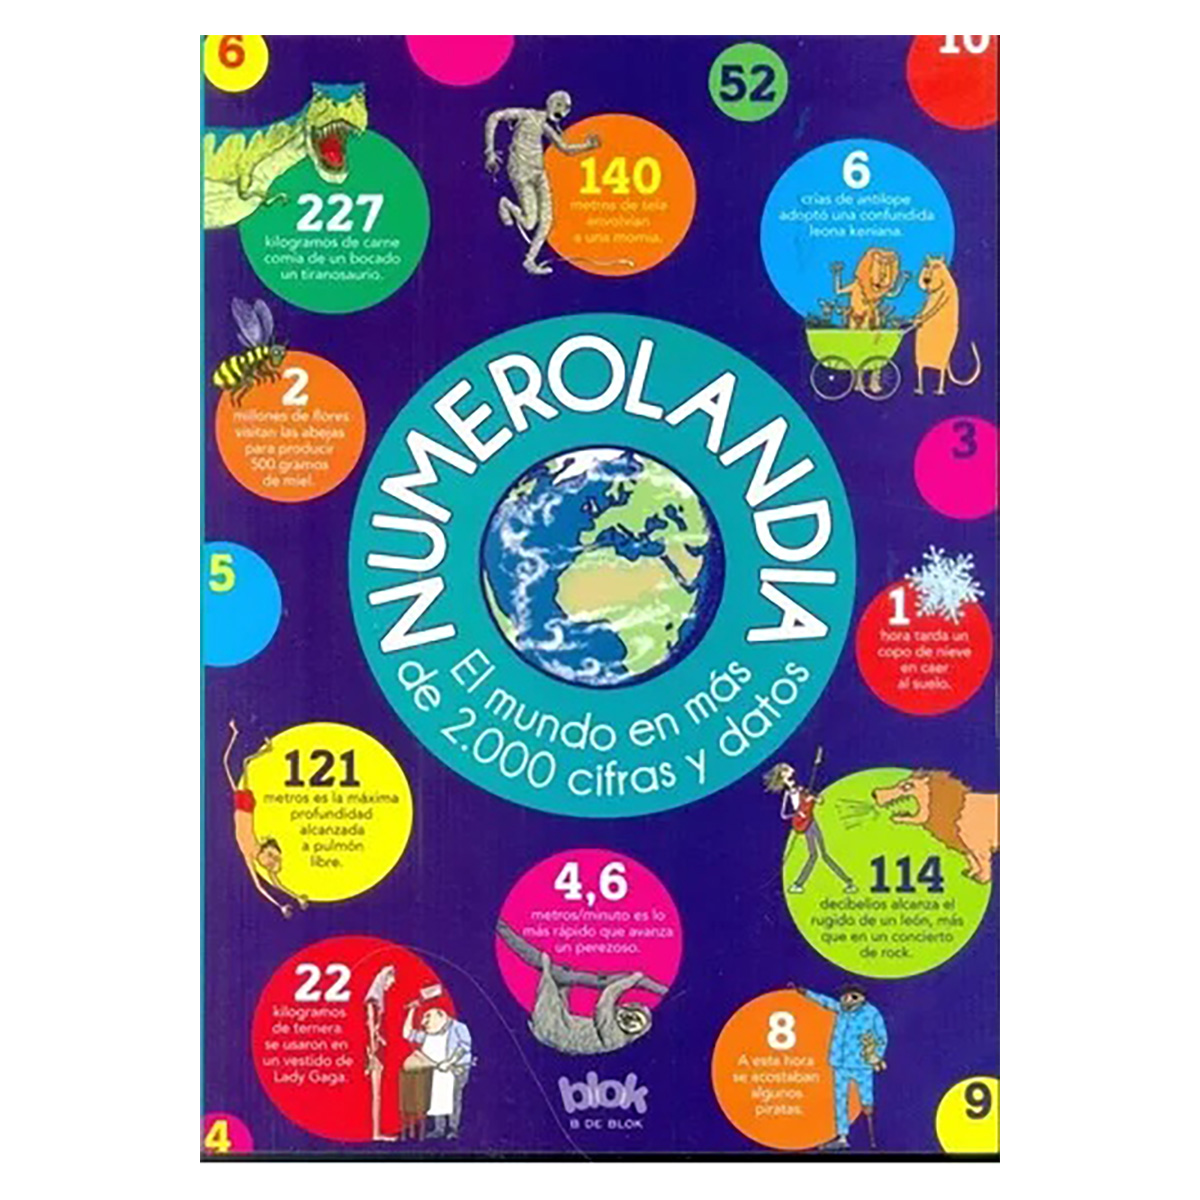 6
52
10
227
kilogramos de carne
comía de un bocado
un tiranosaurio.
140
metros de tela
envolvían
a una momia.
6
crías de antílope
adoptó una confundida
leona keniana.
2
millones de flores
visitan las abejas
para producir
500 gramos
de miel.
NUMEROLANDIA
El mundo en más
de 2.000 cifras y datos
3
5
1
hora tarda un
copo de nieve
en caer
al suelo.
121
metros es la máxima
profundidad
alcanzada
a pulmón
libre.
4,6
metros/minuto es lo
más rápido que avanza
un perezoso.
114
decibelios alcanza el
rugido de un león, más
que en un concierto
de rock.
22
kilogramos
de ternera
se usaron en
un vestido de
Lady Gaga.
8
A esta hora
se acostaban
algunos
piratas.
blok
B DE BLOK
4
9